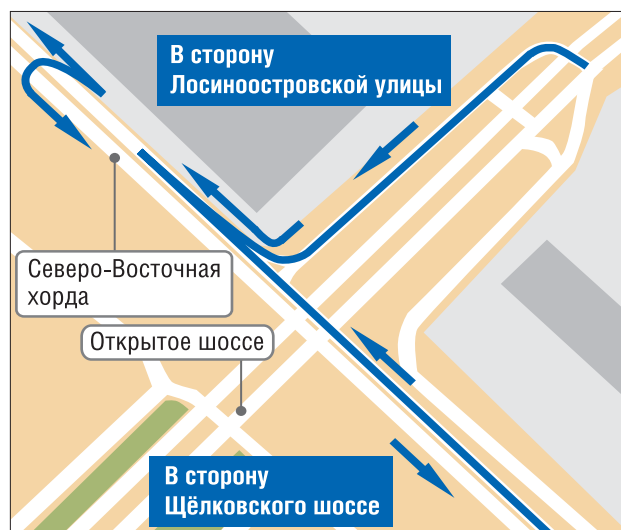 В сторону
Лосиноостровской улицы
Северо-Восточная
хорда
Открытое шоссе
В сторону
Щёлковского шоссе